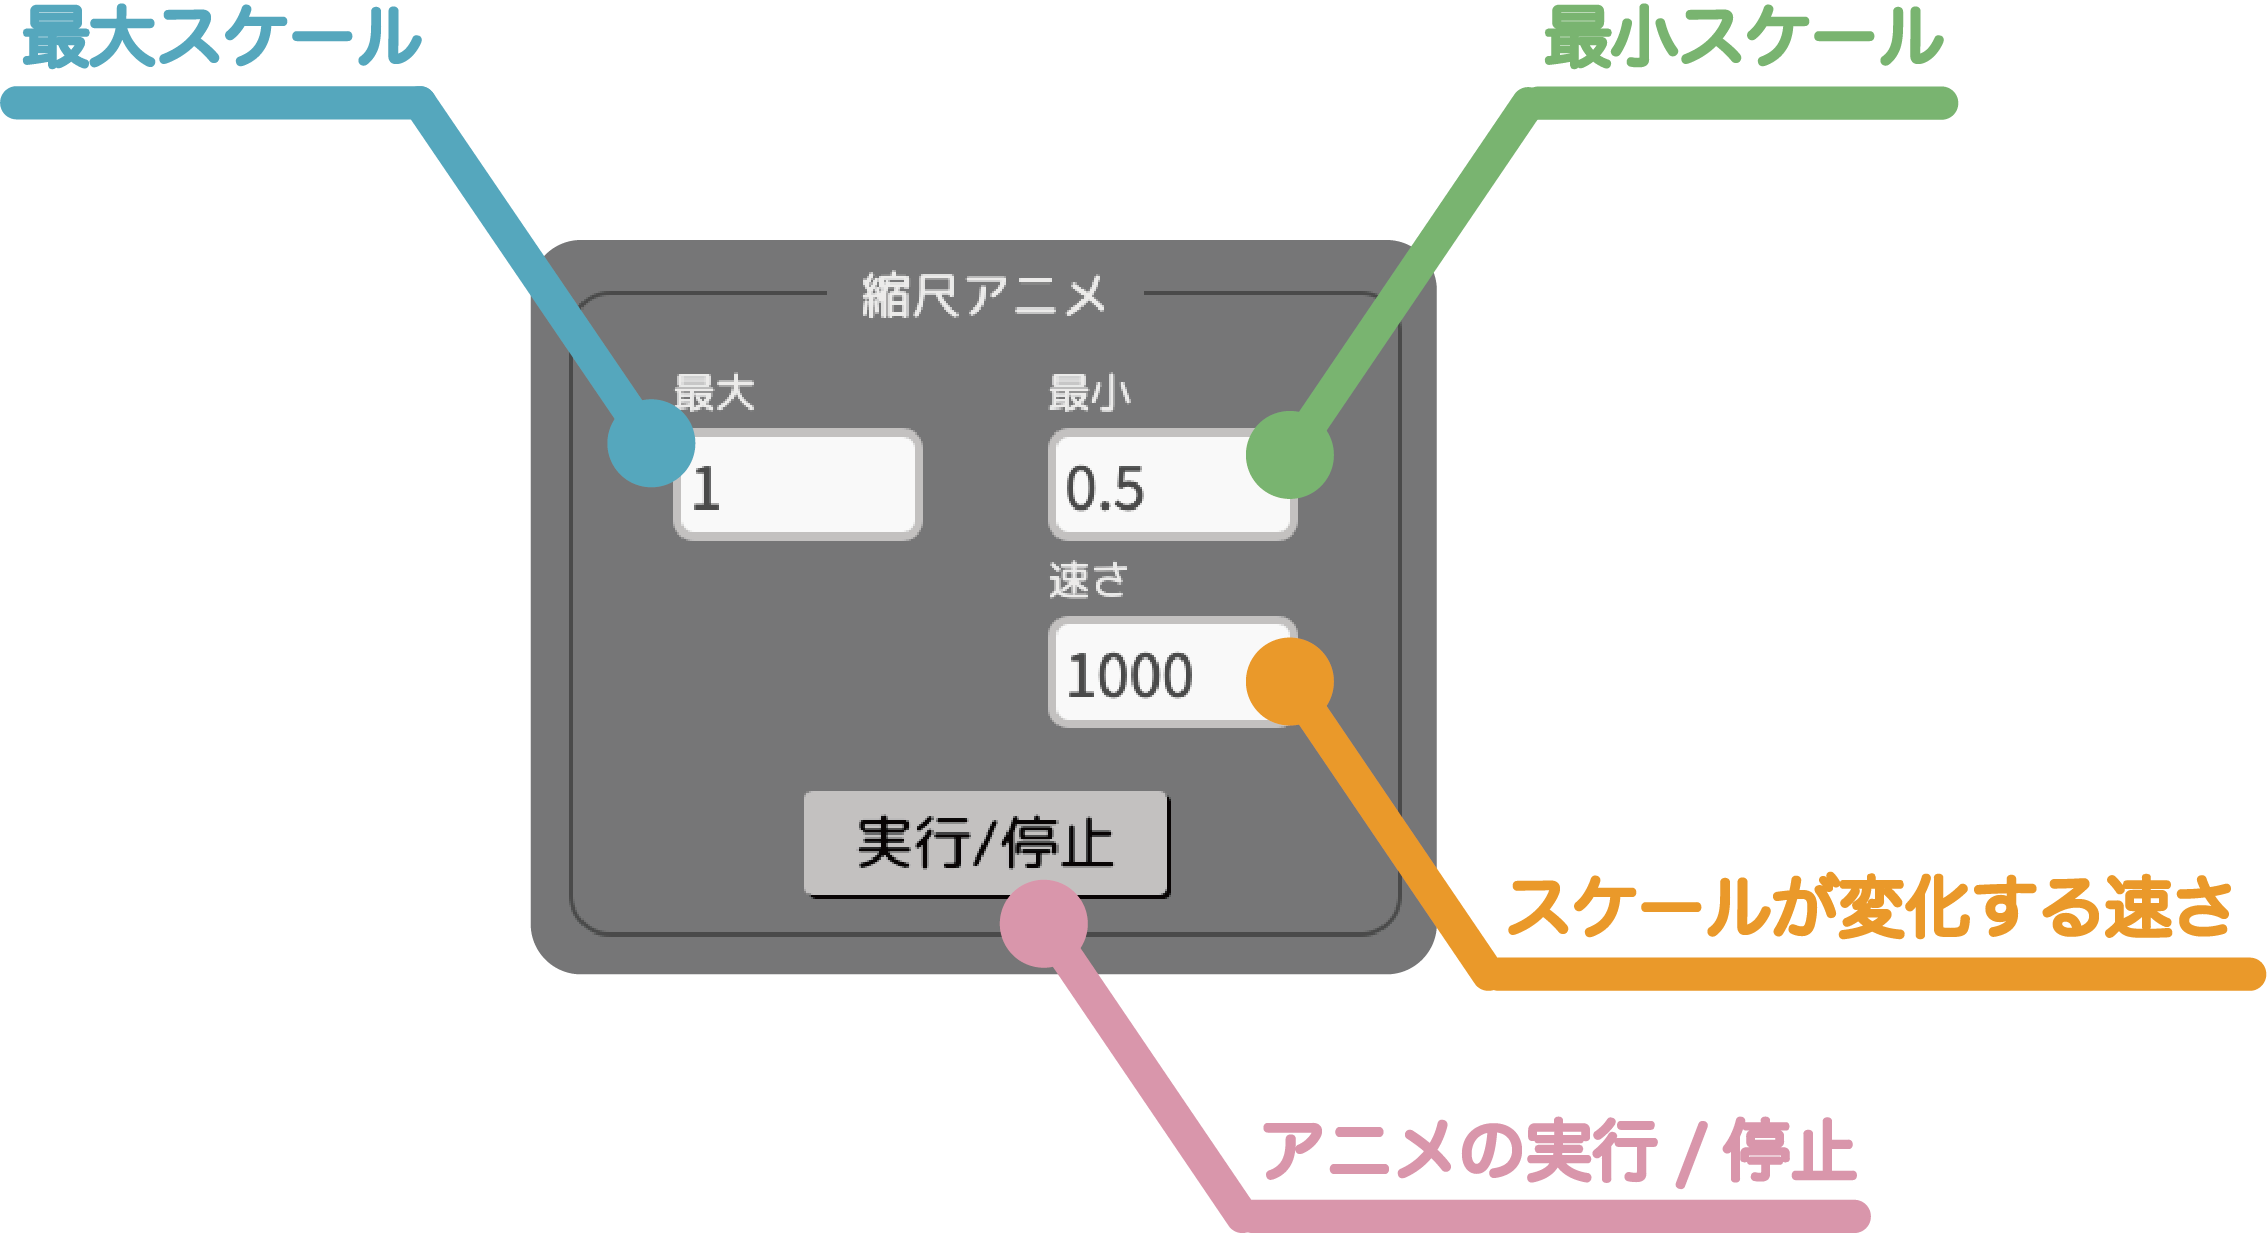 最大スケール
最小スケール
縮尺アニメ
最大
最小
1
0.5
速さ
1000
実行/停止
スケールが変化する速さ
アニメの実行/停止